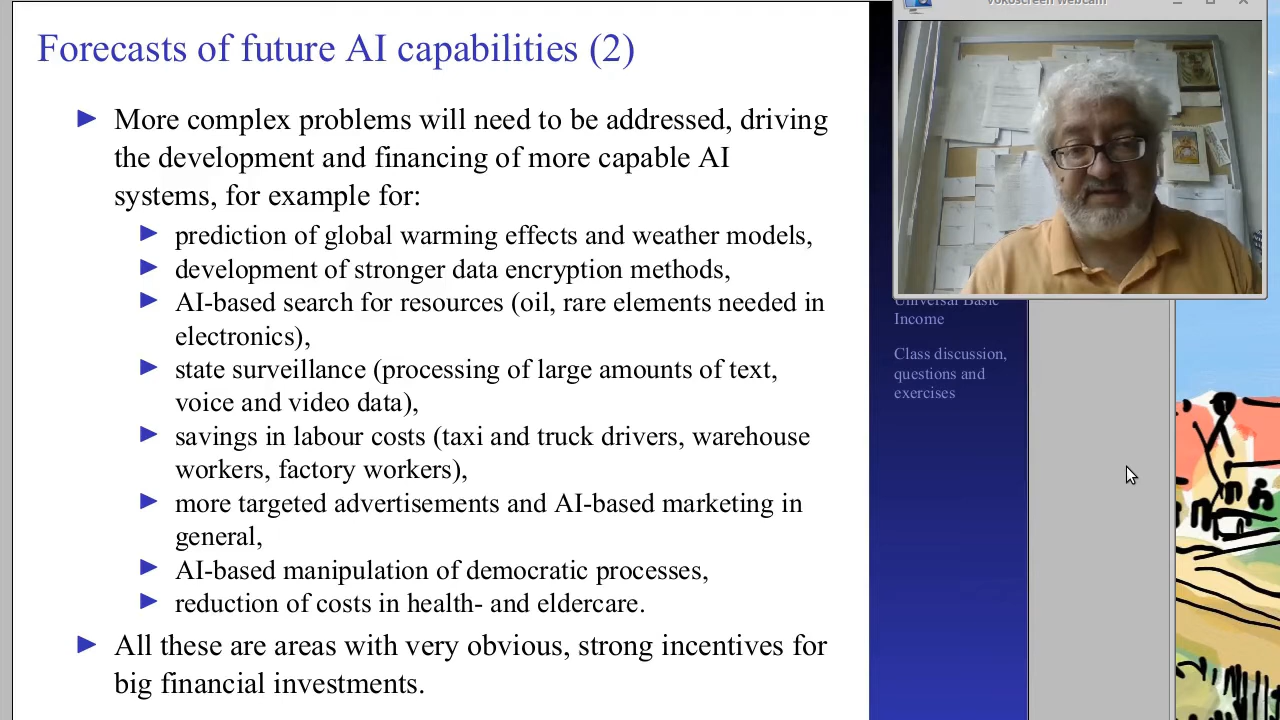 Forecasts of future AI capabilities (2)
More complex problems will need to be addressed, driving
the development and financing of more capable AI
systems, for example for:
prediction of global warming effects and weather models,
development of stronger data encryption methods,
AI-based search for resources (oil, rare elements needed in
electronics),
state surveillance (processing of large amounts of text,
voice and video data),
savings in labour costs (taxi and truck drivers, warehouse
workers, factory workers),
more targeted advertisements and AI-based marketing in
general,
AI-based manipulation of democratic processes,
reduction of costs in health- and eldercare.
All these are areas with very obvious, strong incentives for
big financial investments.
vokoscreen webcam
Universal Basic
Income
Class discussion,
questions and
exercises